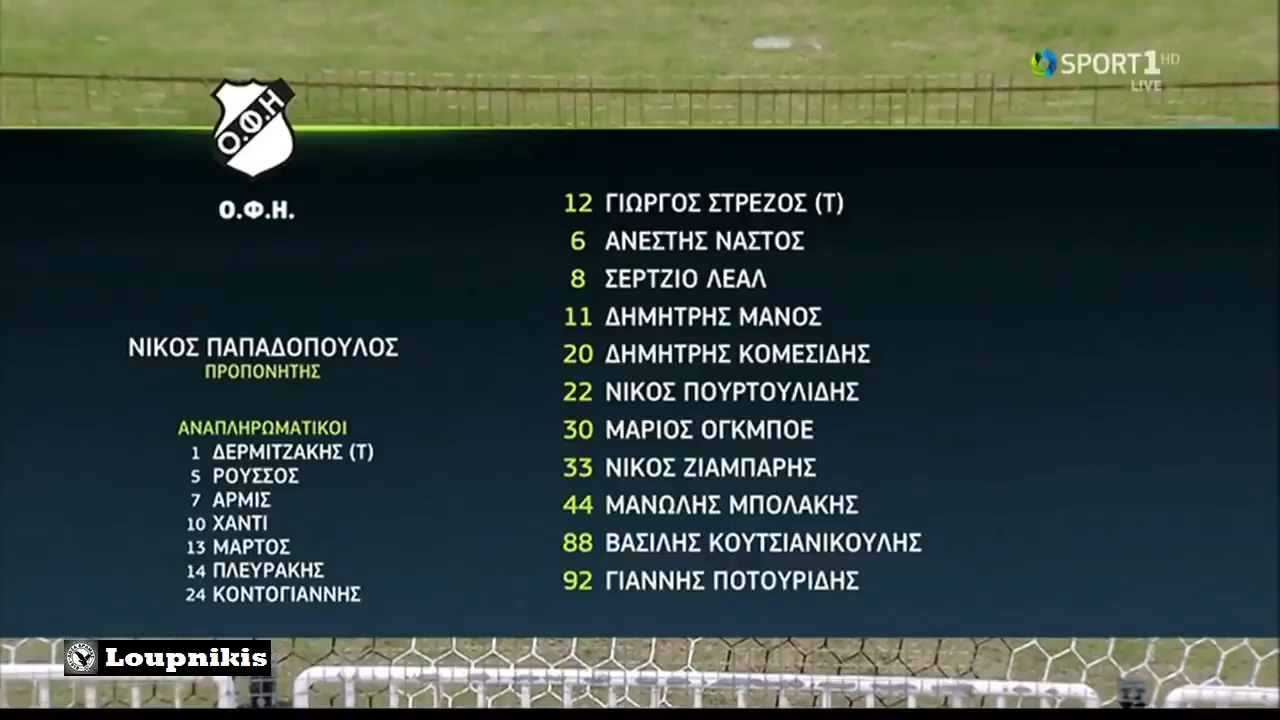 SPORT1 HD
LIVE
Ο.Φ.Η
Ο.Φ.Η.
ΝΙΚΟΣ ΠΑΠΑΔΟΠΟΥΛΟΣ
ΠΡΟΠΟΝΗΤΗΣ
ΑΝΑΠΛΗΡΩΜΑΤΙΚΟΙ
1 ΔΕΡΜΙΤΖΑΚΗΣ (Τ)
5 ΡΟΥΣΣΟΣ
7 ΑΡΜΙΣ
10 ΧΑΝΤΙ
13 ΜΑΡΤΟΣ
14 ΠΛΕΥΡΑΚΗΣ
24 ΚΟΝΤΟΓΙΑΝΝΗΣ
12 ΓΙΩΡΓΟΣ ΣΤΡΕΖΟΣ (Τ)
6 ΑΝΕΣΤΗΣ ΝΑΣΤΟΣ
8 ΣΕΡΤΖΙΟ ΛΕΑΛ
11 ΔΗΜΗΤΡΗΣ ΜΑΝΟΣ
20 ΔΗΜΗΤΡΗΣ ΚΟΜΕΣΙΔΗΣ
22 ΝΙΚΟΣ ΠΟΥΡΤΟΥΛΙΔΗΣ
30 ΜΑΡΙΟΣ ΟΓΚΜΠΟΕ
33 ΝΙΚΟΣ ΖΙΑΜΠΑΡΗΣ
44 ΜΑΝΩΛΗΣ ΜΠΟΛΑΚΗΣ
88 ΒΑΣΙΛΗΣ ΚΟΥΤΣΙΑΝΙΚΟΥΛΗΣ
92 ΓΙΑΝΝΗΣ ΠΟΤΟΥΡΙΔΗΣ
Loupnikis